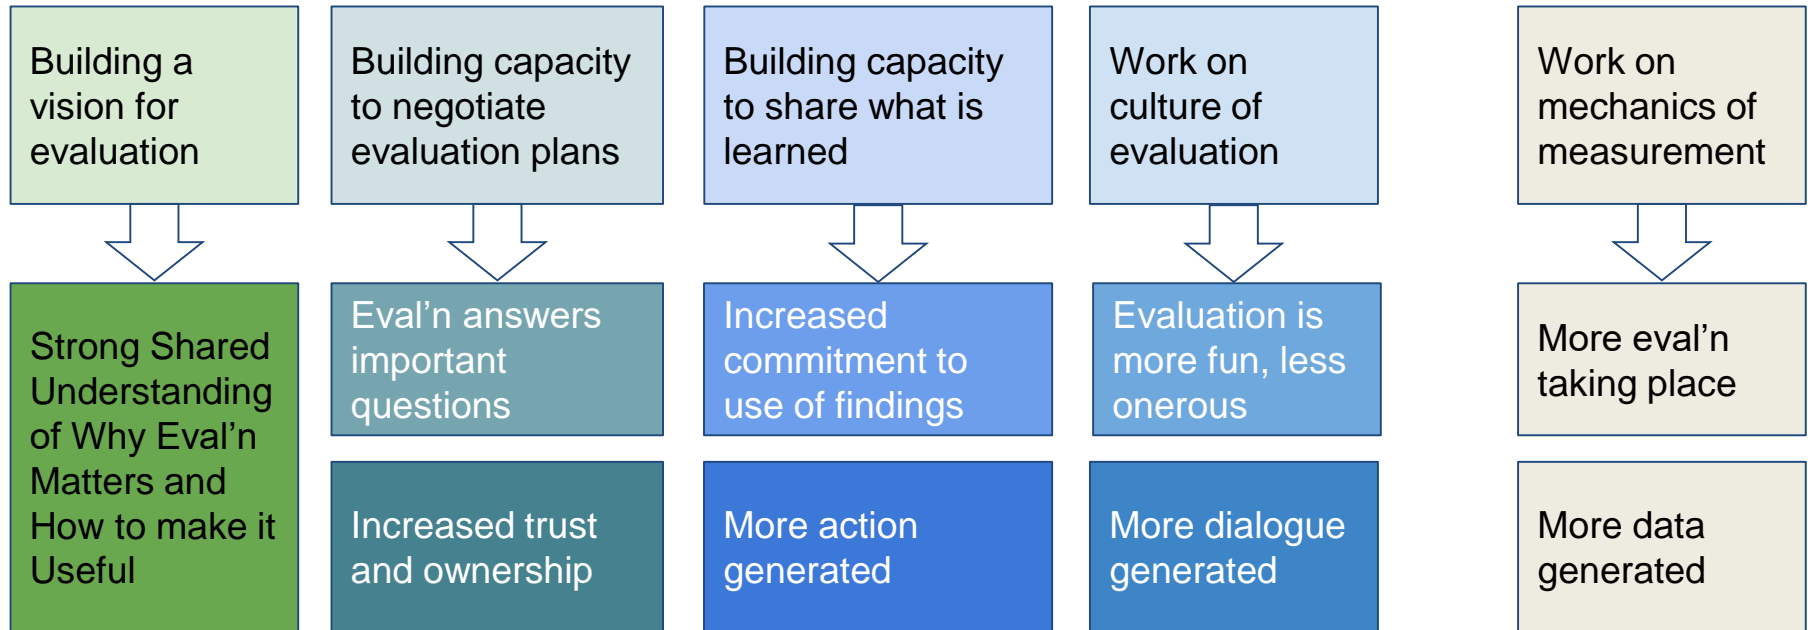 Building a
vision for
evaluation
Building capacity
to negotiate
evaluation plans
Building capacity
to share what is
learned
Work on
culture of
evaluation
Work on
mechanics of
measurement
Strong Shared
Understanding
of Why Eval’n
Matters and
How to make it
Useful
Eval’n answers
important
questions
Increased
commitment to
use of findings
Evaluation is
more fun, less
onerous
More eval’n
taking place
Increased trust
and ownership
More action
generated
More dialogue
generated
More data
generated